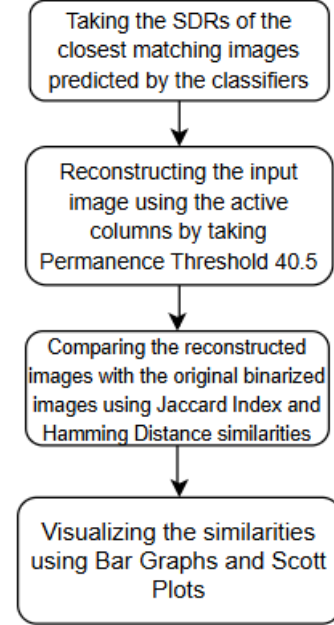 Taking the SDRs of the
closest matching images
predicted by the classifiers
Reconstructing the input
image using the active
columns by taking
Permanence Threshold 40.5
Comparing the reconstructed
images with the original binarized
images using Jaccard Index and
Hamming Distance similarities
Visualizing the similarities
using Bar Graphs and Scott
Plots